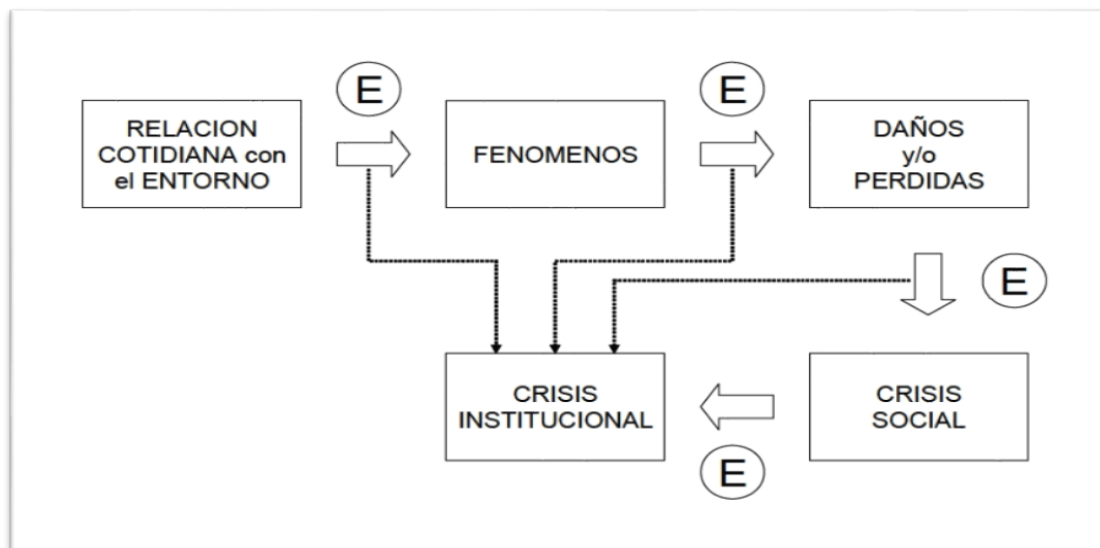 E
E
RELACION
COTIDIANA con
el ENTORNO
FENOMENOS
DAÑOS
y/o
PERDIDAS
E
CRISIS
INSTITUCIONAL
CRISIS
SOCIAL
E